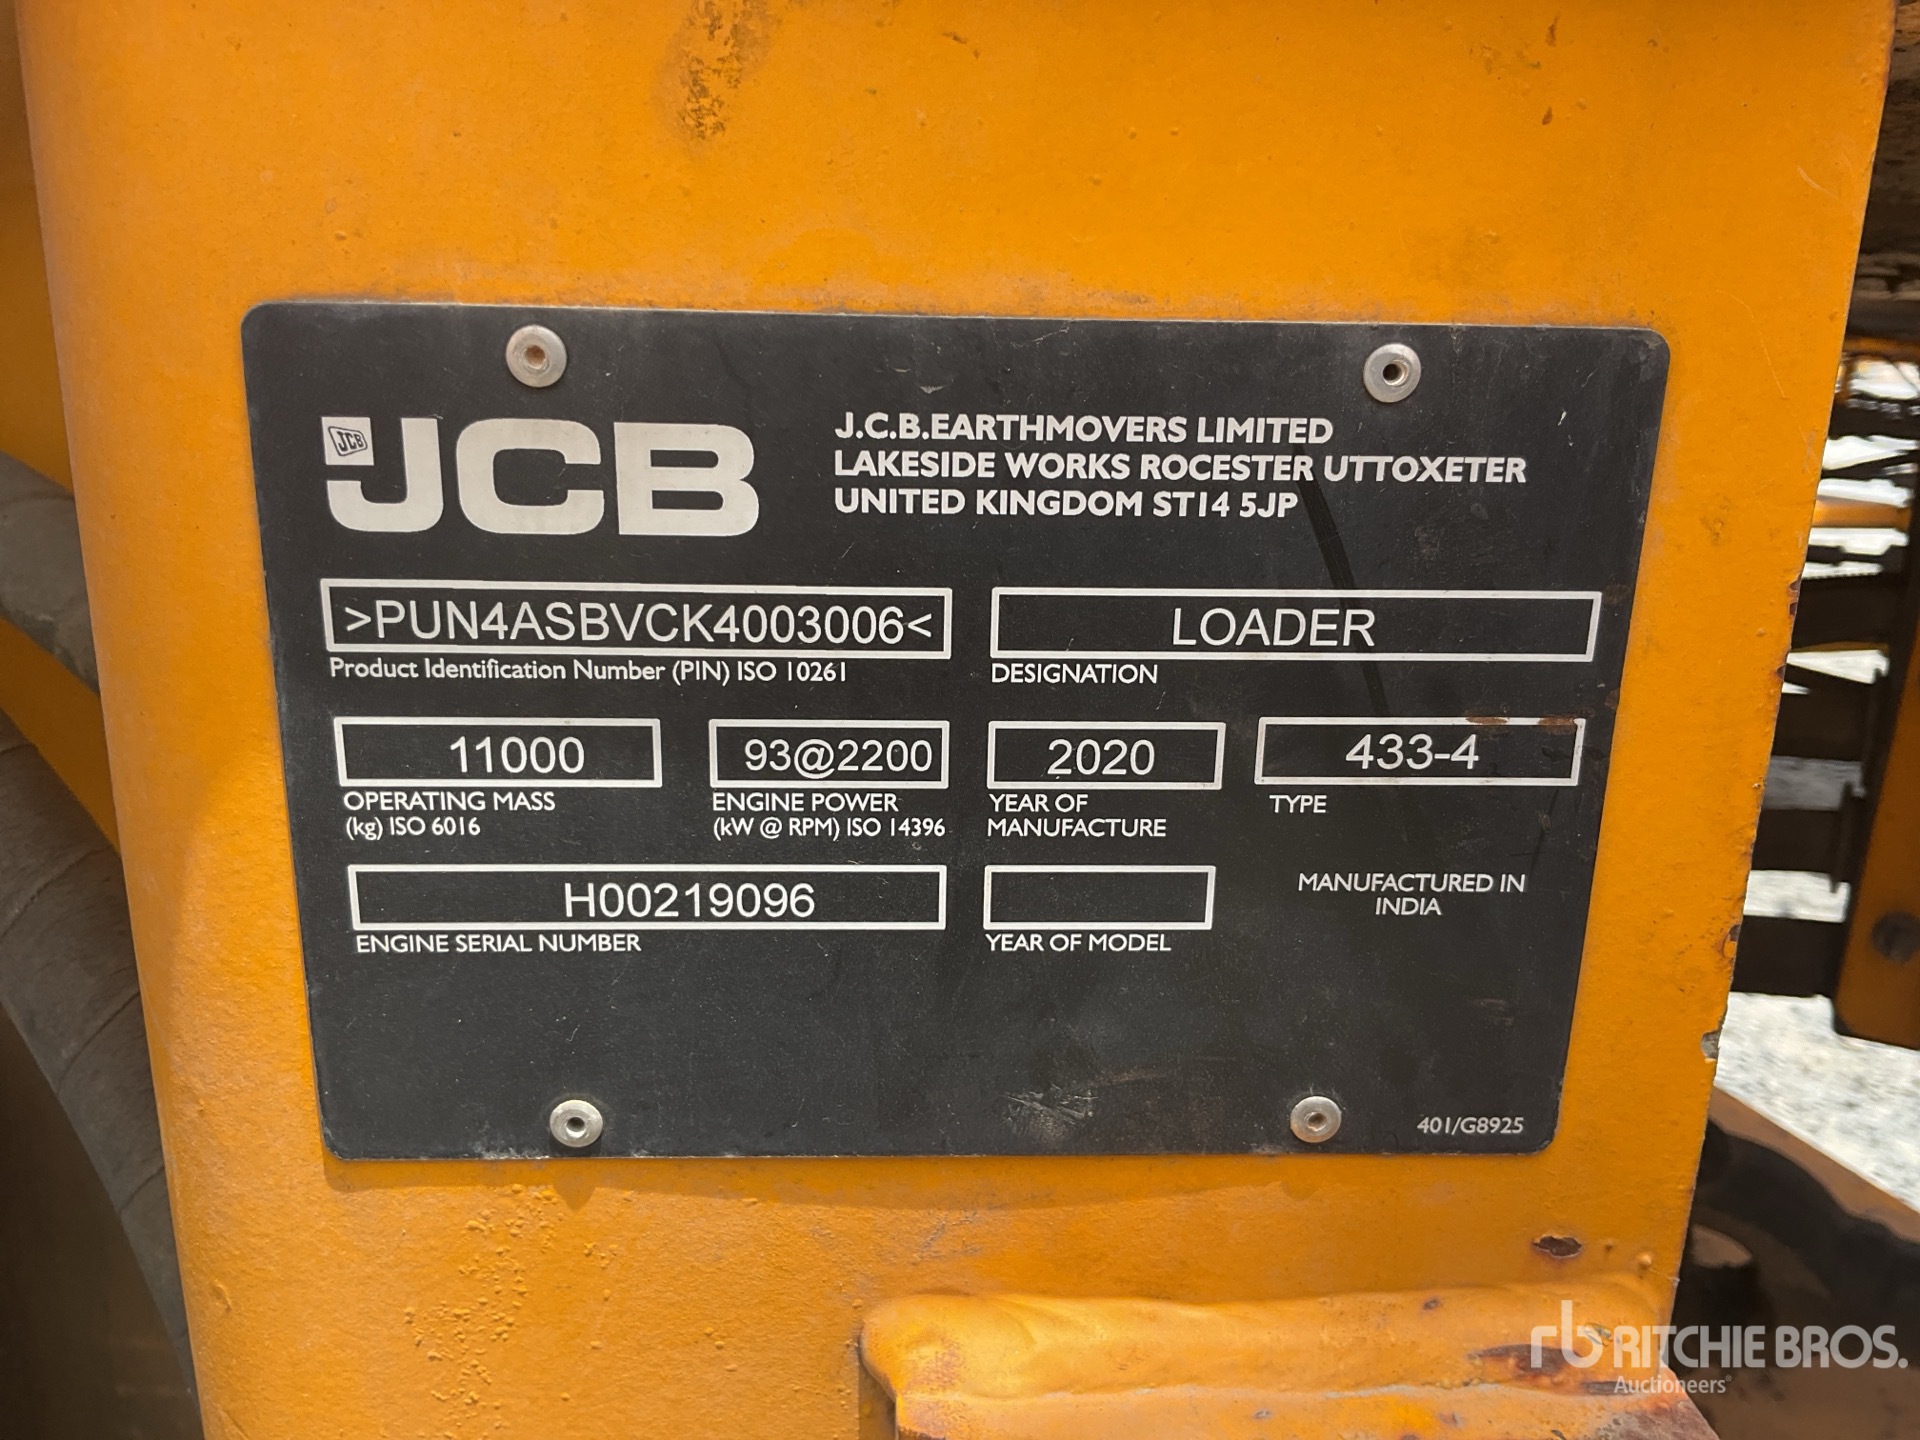 JCB
JCB
J.C.B.EARTHMOVERS LIMITED
LAKESIDE WORKS ROCESTER UTTOXETER
UNITED KINGDOM ST14 5JP
>PUN4ASBVCK4003006<
Product Identification Number (PIN) ISO 10261
LOADER
DESIGNATION
11000
OPERATING MASS
(kg) ISO 6016
93@2200
ENGINE POWER
(kW @ RPM) ISO 14396
2020
YEAR OF
MANUFACTURE
433-4
TYPE
H00219096
ENGINE SERIAL NUMBER
YEAR OF MODEL
MANUFACTURED IN
INDIA
401/G8925
rb RITCHIE BROS.
Auctioneers